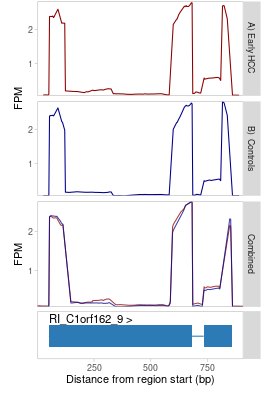 2
1
A) Early HCC
FPM
2
1
B) Controls
2
1
Combined
FPM
RI_C1orf162_9 >
250 500 750
Distance from region start (bp)